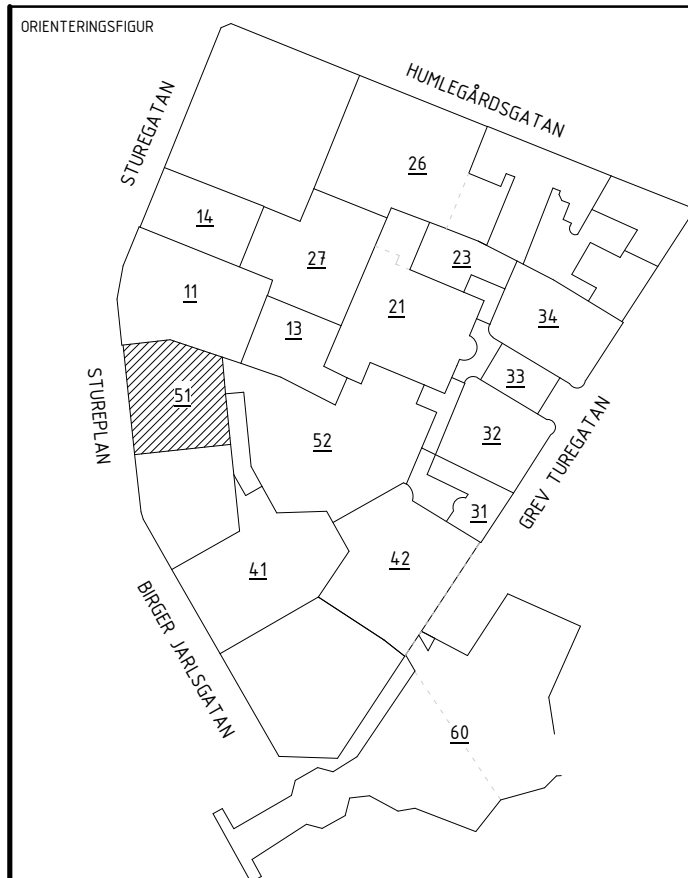 ORIENTERINGSFIGUR
HUMLEGÅRDSGATAN
STUREGATAN
26
14
23
27
11
21
34
13
33
51
STUREPLAN
32
52
GREV TUREGATAN
31
42
41
BIRGER JARLSGATAN
60